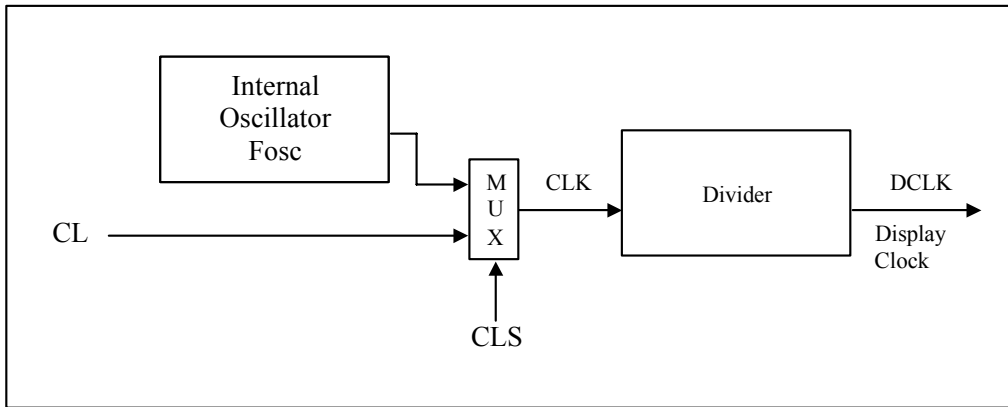 Internal
Oscillator
Fosc
M
U
X
CLK
Divider
DCLK
Display
Clock
CL
CLS